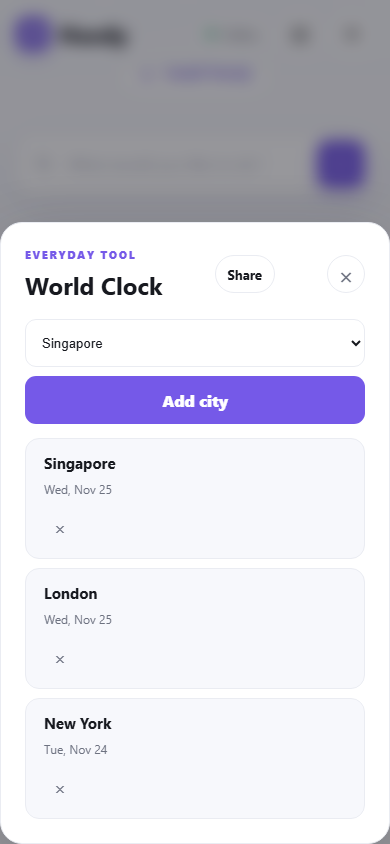 EVERYDAY TOOL
World Clock
Share
×
Singapore
Add city
Singapore
Wed, Nov 25
×
London
Wed, Nov 25
×
New York
Tue, Nov 24
×